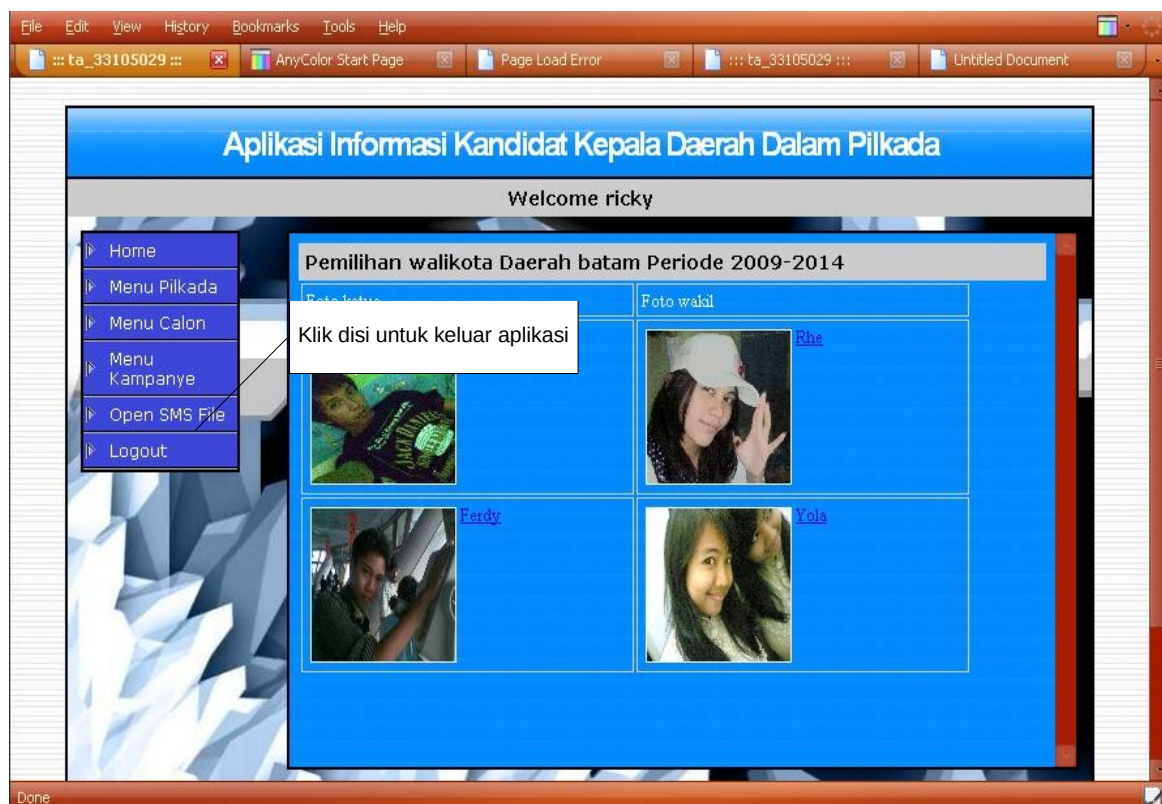 File Edit View History Bookmarks Tools Help
::: ta_33105029 ::: AnyColor Start Page Page Load Error ::: ta_33105029 ::: Untitled Document
Aplikasi Informasi Kandidat Kepala Daerah Dalam Pilkada
Welcome ricky
Home
Menu Pilkada
Menu Calon
Menu
Kampanye
Open SMS File
Logout
Pemilihan walikota Daerah batam Periode 2009-2014
Foto wakil
Klik disi untuk keluar aplikasi
Rhe
JACK DANIEL
Ferdy
Yola
Done